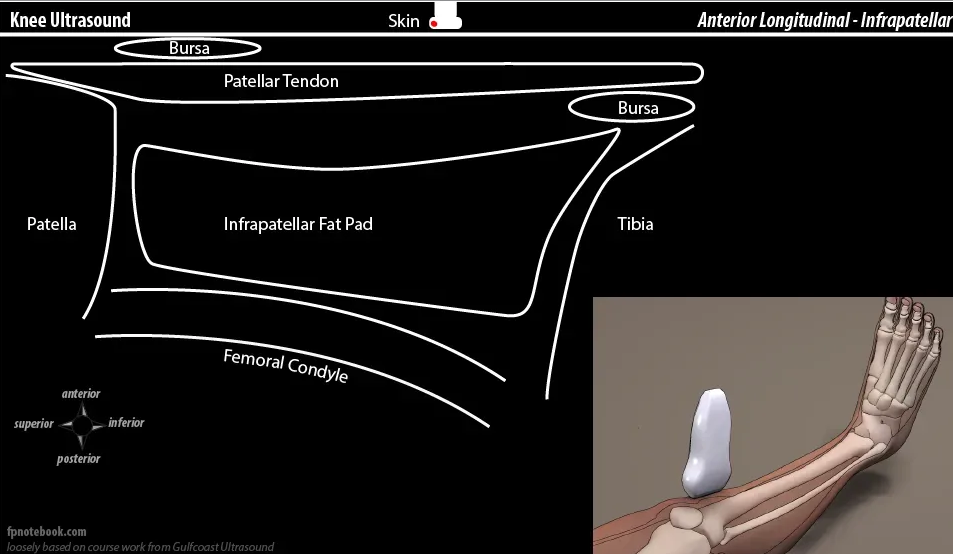 Knee Ultrasound
Skin
Anterior Longitudinal - Infrapatellar
Bursa
Patellar Tendon
Bursa
Patella
Infrapatellar Fat Pad
Tibia
Femoral Condyle
anterior
superior
inferior
posterior
fpnotebook.com
loosely based on course work from Gulfcoast Ultrasound